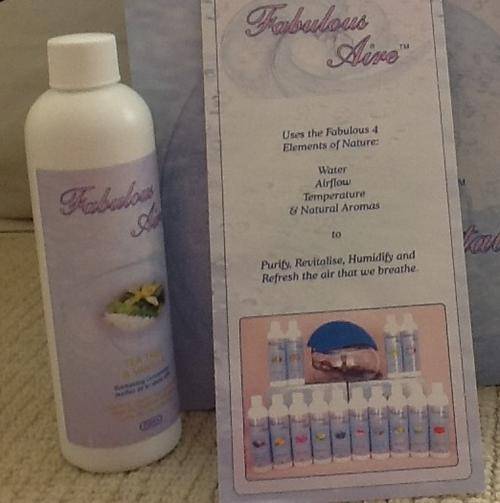 Fabulous
Aire™
Uses the Fabulous 4
Elements of Nature:
Water
Airflow
Temperature
& Natural Aromas
to
Purify, Revitalise, Humidify and
Refresh the air that we breathe.
Fabulous
TEA
&